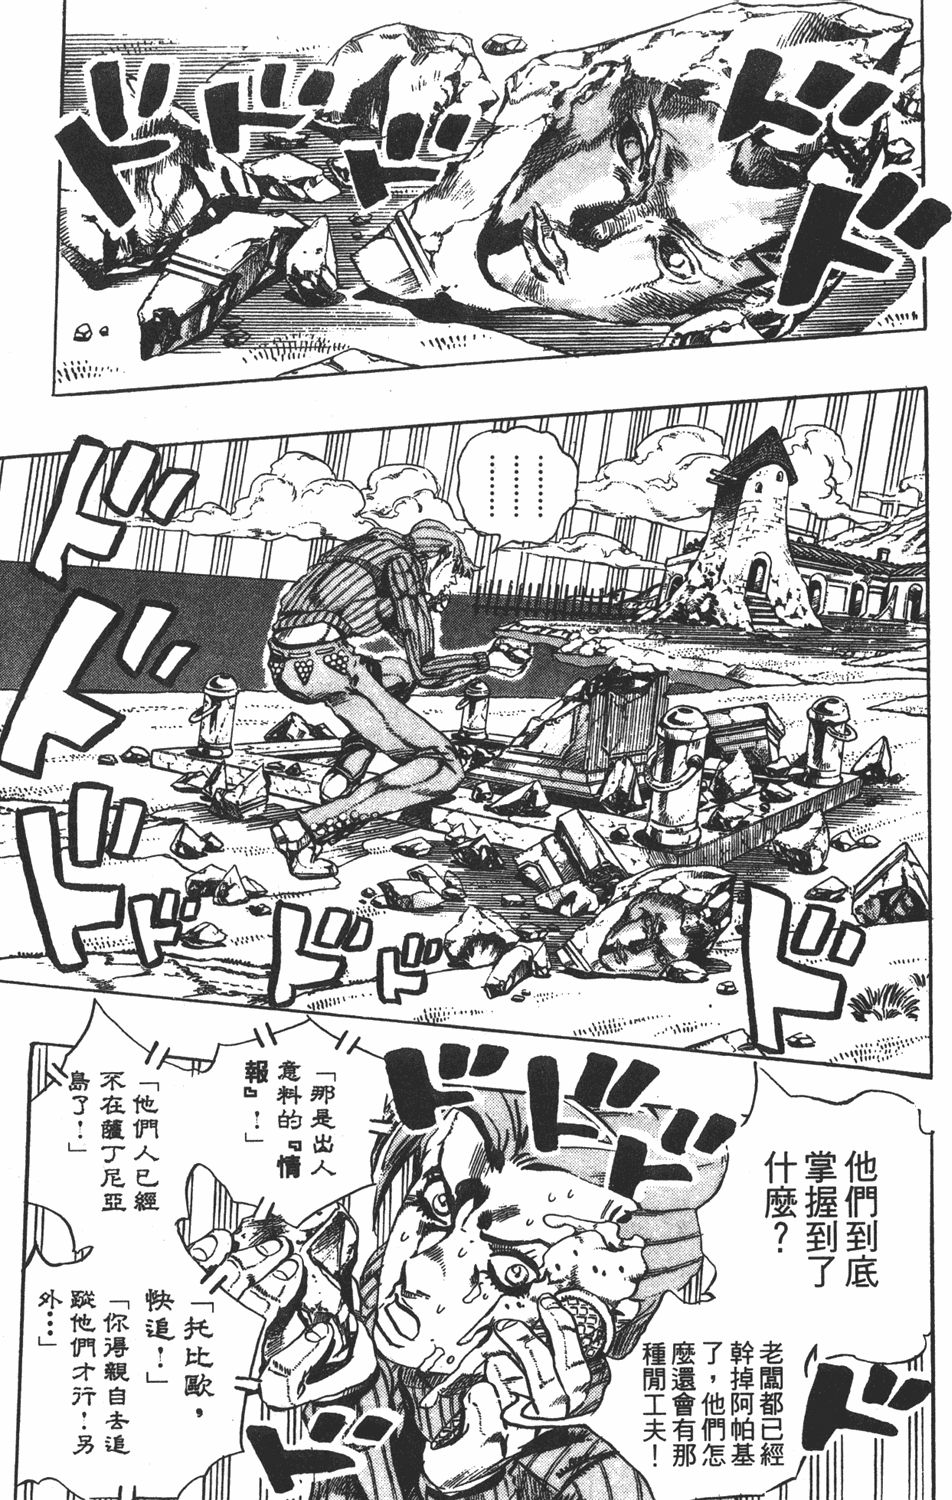 ドドドド
ドド
………
………
ド
ド
ド
ドド
ドド
ド
ド
他們到底
掌握到了
什麼？
老闆都已經
幹掉阿帕基
了，他們怎
麼還會有那
種閒工夫！
ドドド
「那是出人
意料的『情
報』！」
「他們人已經
不在薩丁尼亞
島了！」
「托比歐，
快追！」
「你得親自去追
蹤他們才行！另
外…」
ド
ド